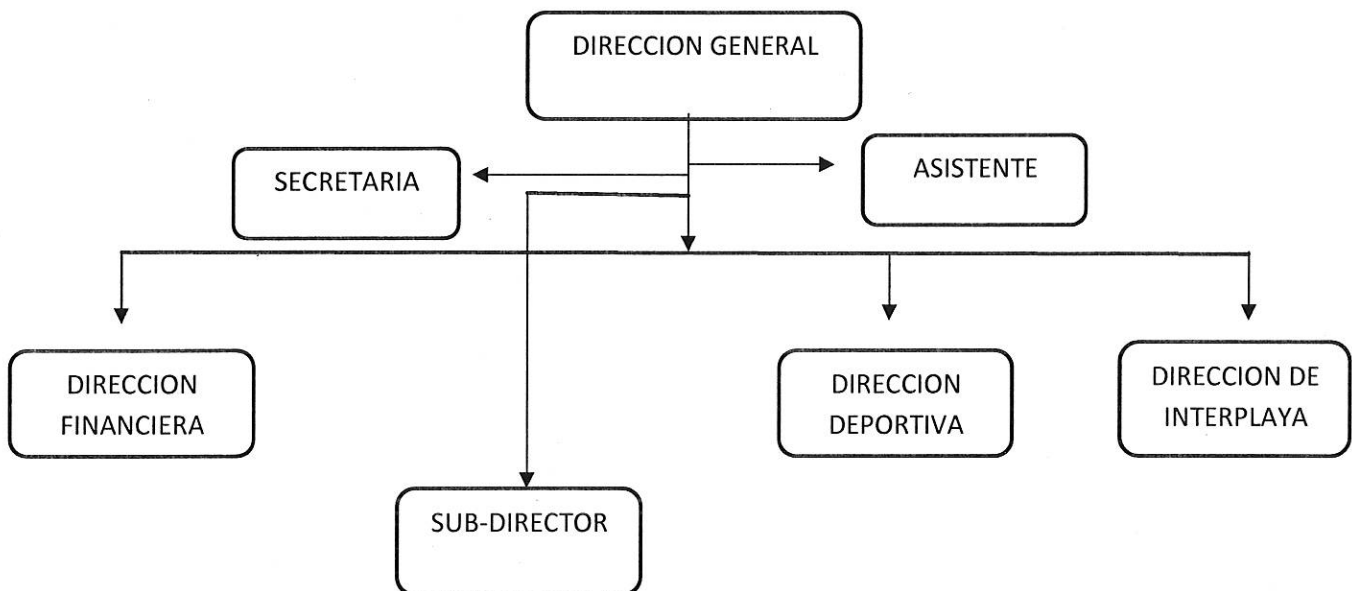 DIRECCION GENERAL
SECRETARIA
ASISTENTE
DIRECCION
FINANCIERA
DIRECCION
DEPORTIVA
DIRECCION DE
INTERPLAYA
SUB-DIRECTOR